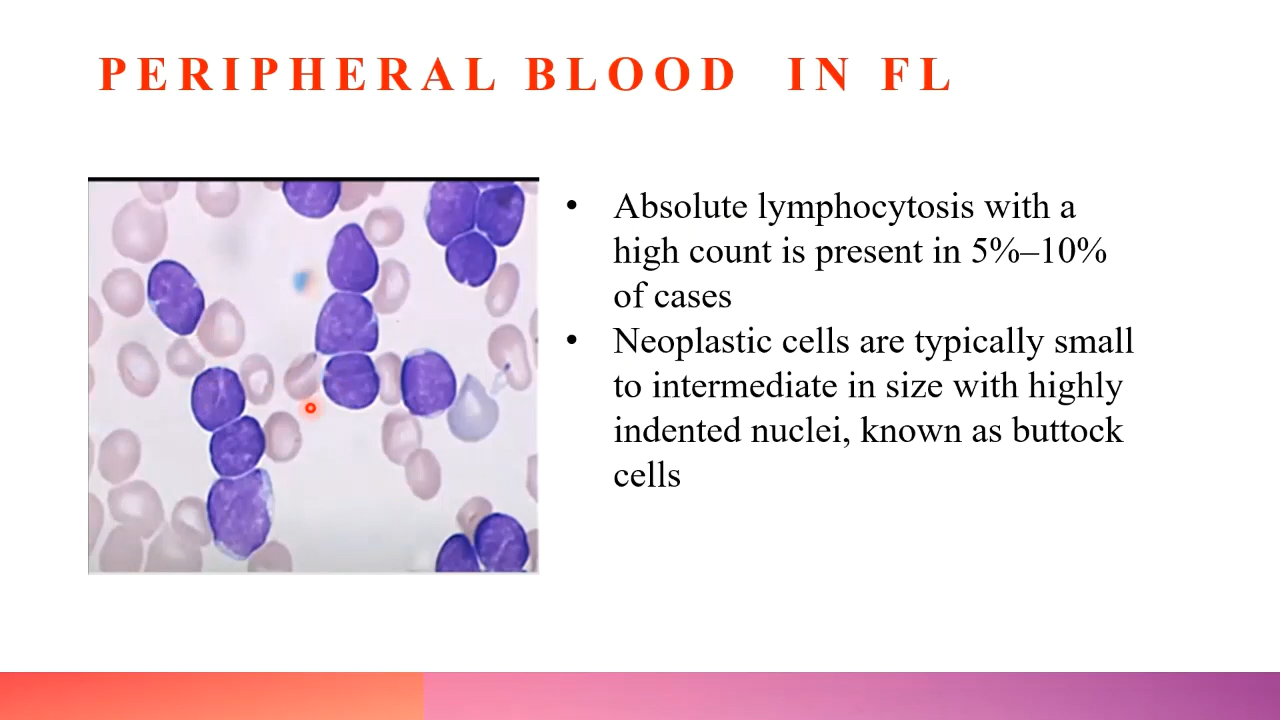 PERIPHERAL BLOOD IN FL
• Absolute lymphocytosis with a
high count is present in 5%–10%
of cases
• Neoplastic cells are typically small
to intermediate in size with highly
indented nuclei, known as buttock
cells